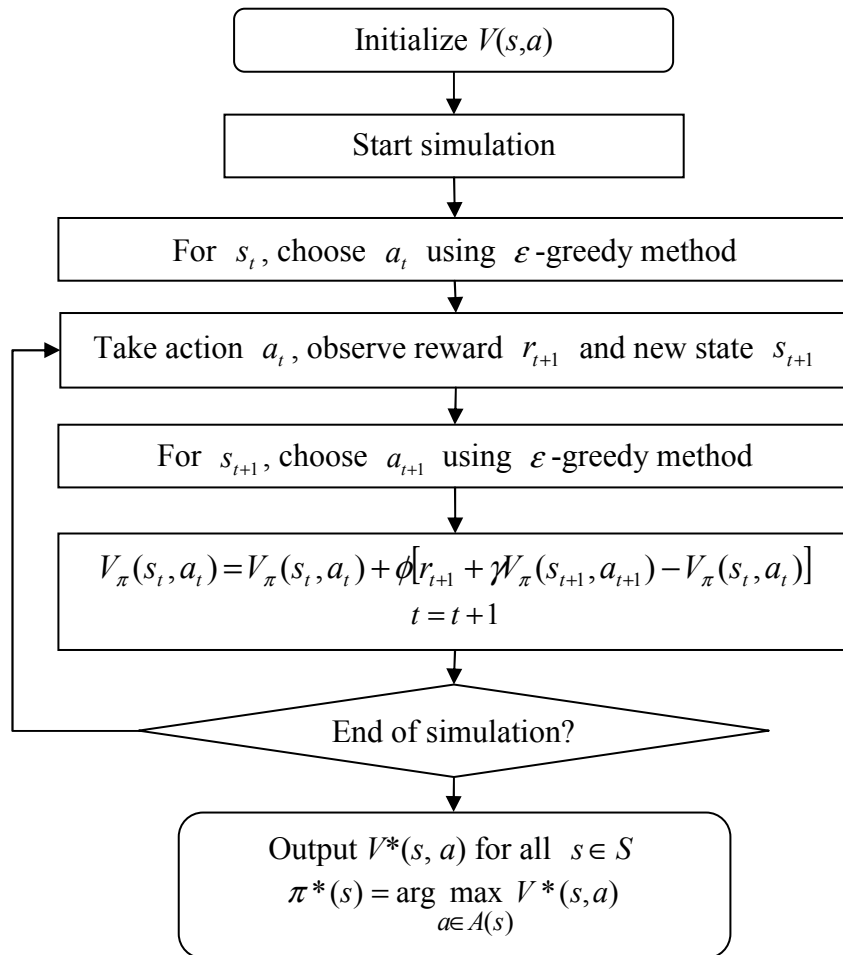 Initialize V(s,a)
Start simulation
For s_t, choose a_t using ε-greedy method
Take action a_t, observe reward r_{t+1} and new state s_{t+1}
For s_{t+1}, choose a_{t+1} using ε-greedy method
V_π(s_t, a_t) = V_π(s_t, a_t) + ϕ[r_{t+1} + γV_π(s_{t+1}, a_{t+1}) − V_π(s_t, a_t)]
t = t + 1
End of simulation?
Output V*(s, a) for all s ∈ S
π*(s) = arg max_{a∈A(s)} V*(s,a)